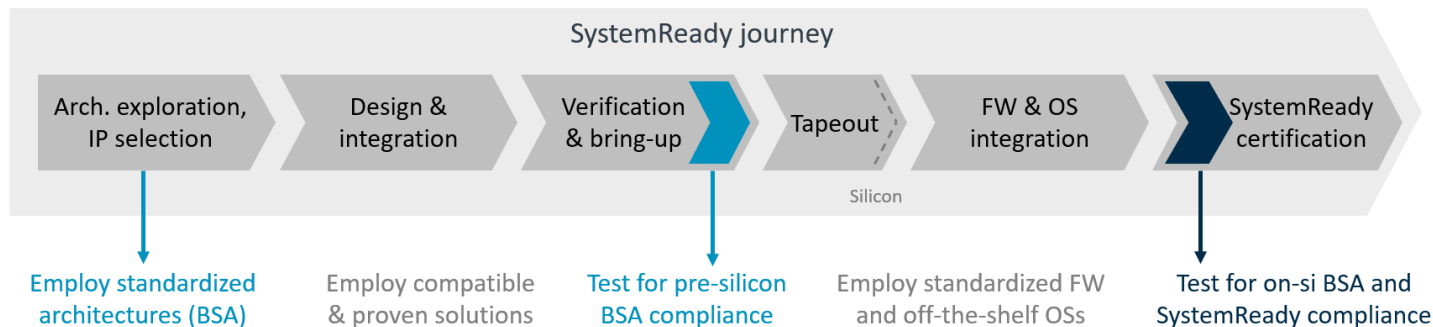 SystemReady journey
Arch. exploration,
IP selection
Design &
integration
Verification
& bring-up
Tapeout
FW & OS
integration
SystemReady
certification
Silicon
Employ standardized
architectures (BSA)
Employ compatible
& proven solutions
Test for pre-silicon
BSA compliance
Employ standardized FW
and off-the-shelf OSs
Test for on-si BSA and
SystemReady compliance